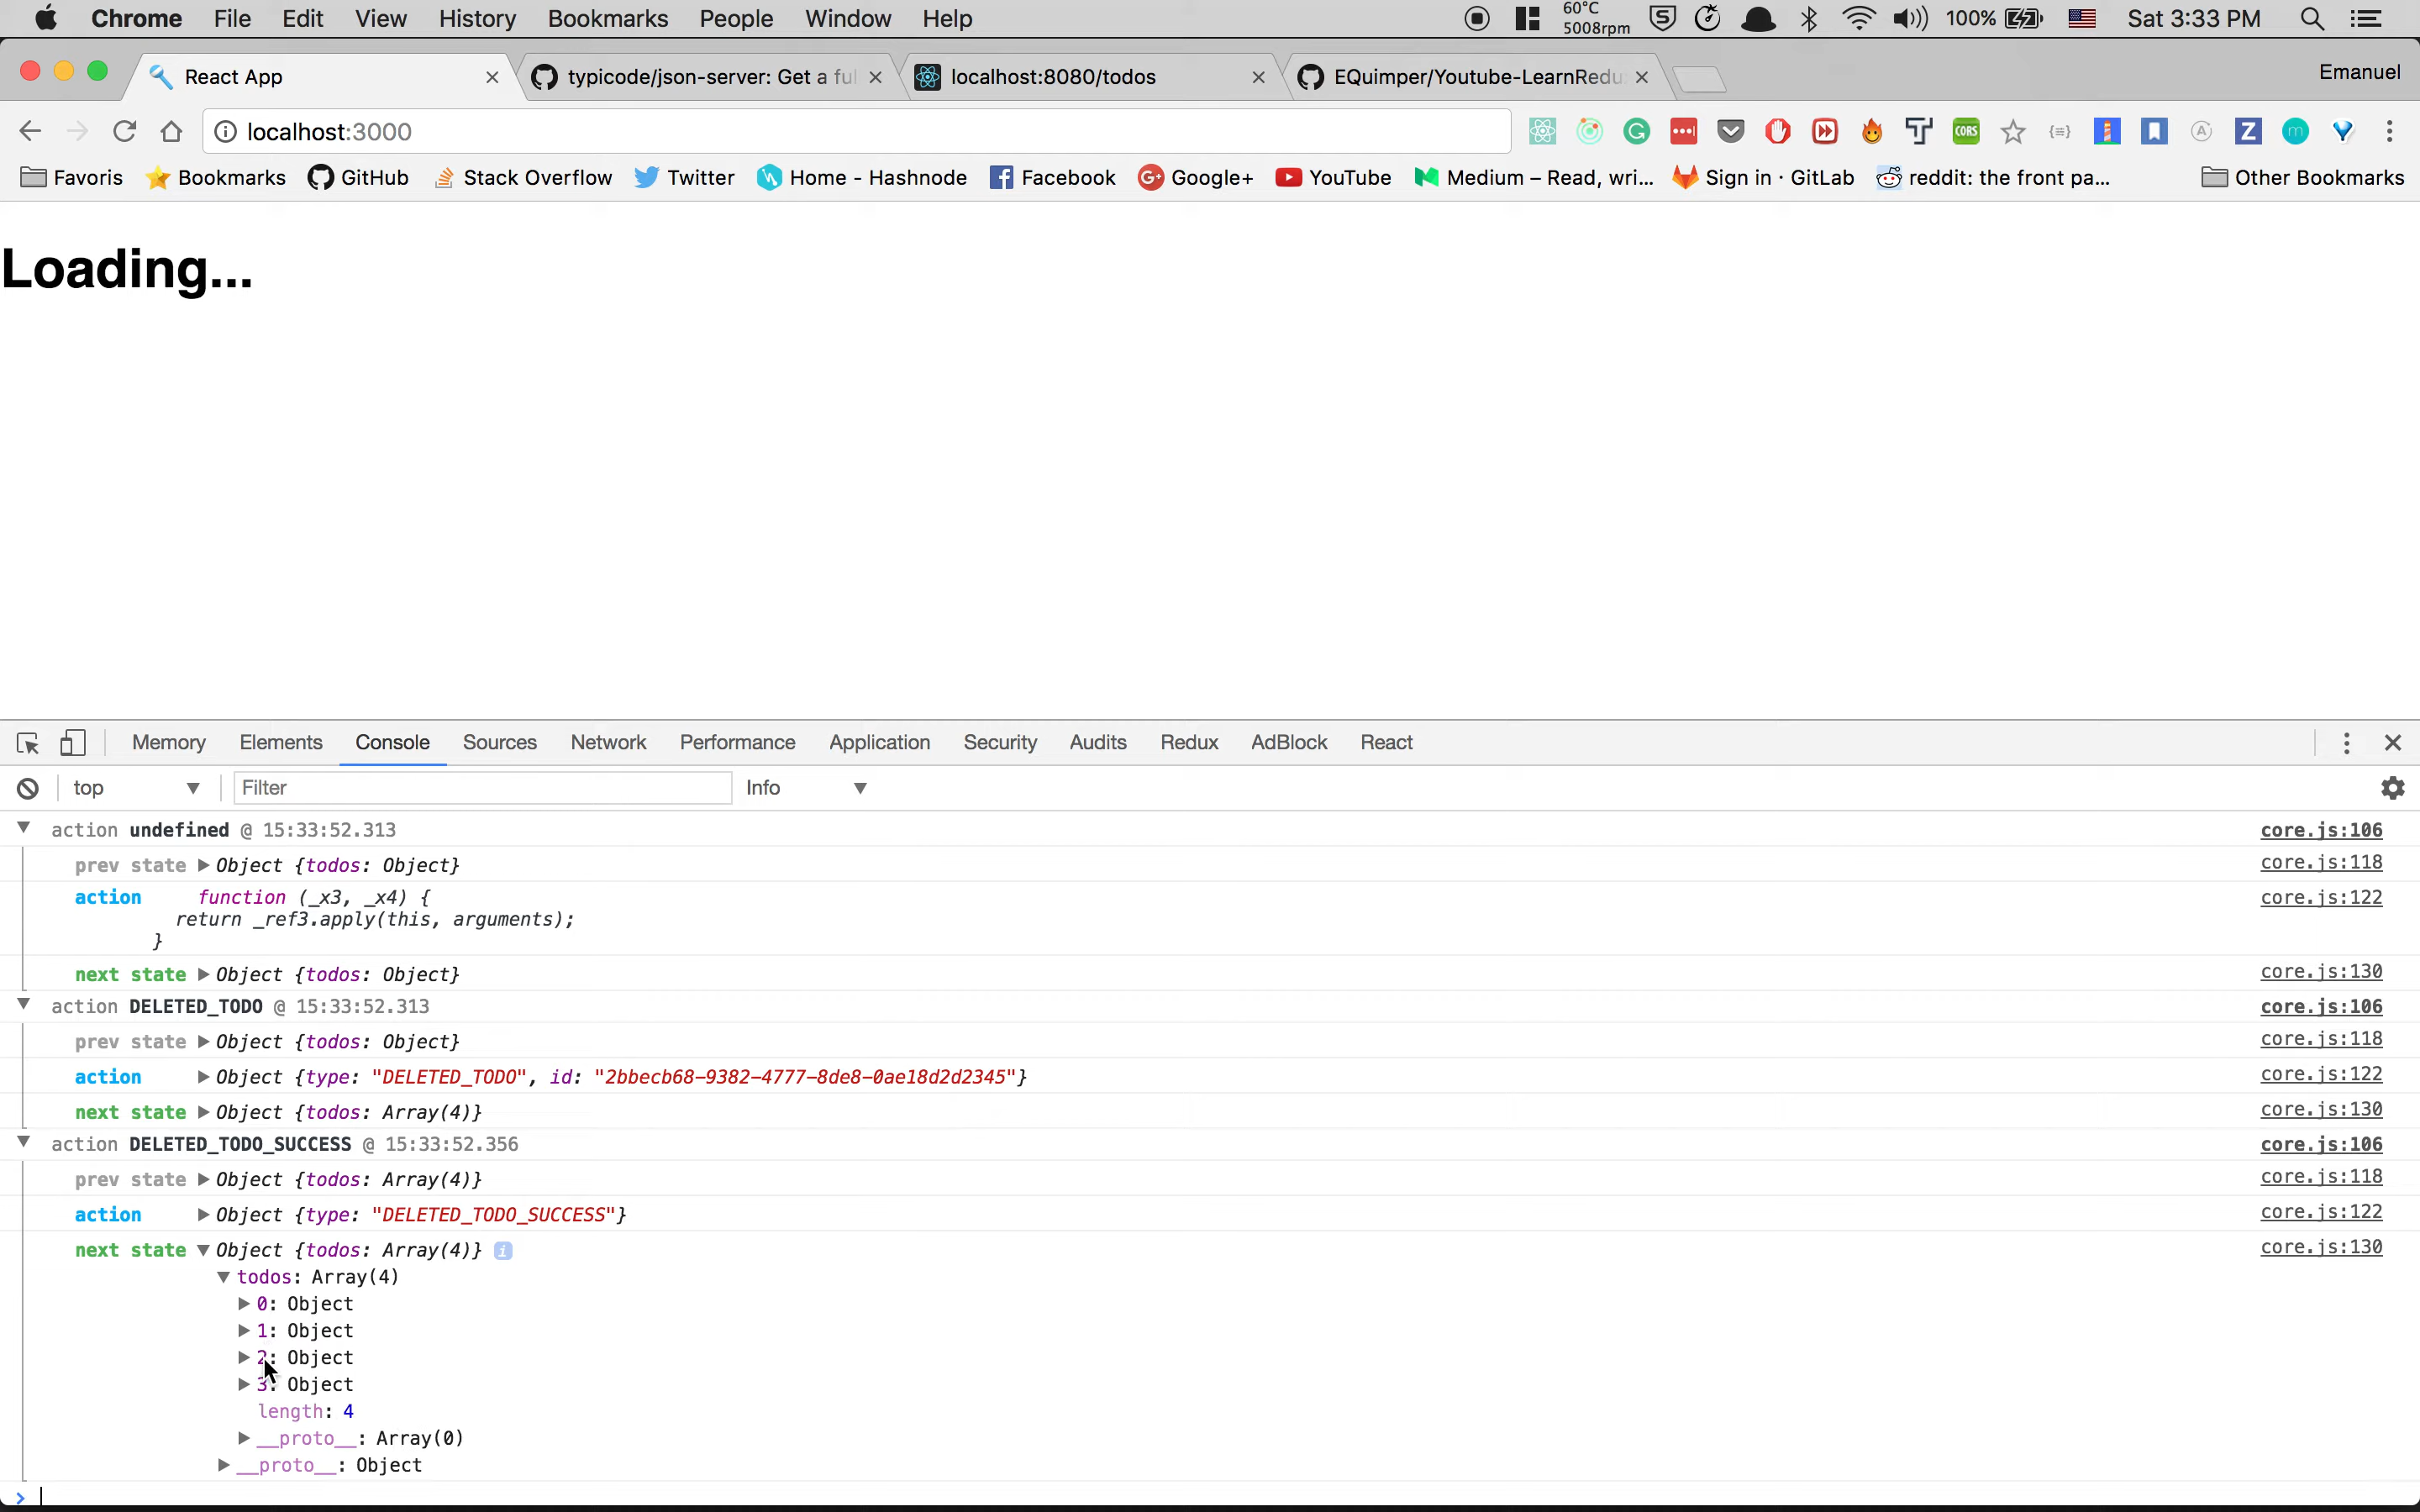 Chrome File Edit View History Bookmarks People Window Help 60°C 5008rpm 100% Sat 3:33 PM
React App typicode/json-server: Get a ful localhost:8080/todos EQuimper/Youtube-LearnRedu Emanuel
localhost:3000
Favoris Bookmarks GitHub Stack Overflow Twitter Home - Hashnode Facebook Google+ YouTube Medium – Read, wri... Sign in · GitLab reddit: the front pa... Other Bookmarks
Loading...
Memory Elements Console Sources Network Performance Application Security Audits Redux AdBlock React
top Filter Info
action undefined @ 15:33:52.313 core.js:106
prev state Object {todos: Object} core.js:118
action function (_x3, _x4) { core.js:122
return _ref3.apply(this, arguments);
}
next state Object {todos: Object} core.js:130
action DELETED_TODO @ 15:33:52.313 core.js:106
prev state Object {todos: Object} core.js:118
action Object {type: "DELETED_TODO", id: "2bbecb68-9382-4777-8de8-0ae18d2d2345"} core.js:122
next state Object {todos: Array(4)} core.js:130
action DELETED_TODO_SUCCESS @ 15:33:52.356 core.js:106
prev state Object {todos: Array(4)} core.js:118
action Object {type: "DELETED_TODO_SUCCESS"} core.js:122
next state Object {todos: Array(4)} i core.js:130
todos: Array(4)
0: Object
1: Object
2: Object
3: Object
length: 4
__proto__: Array(0)
__proto__: Object